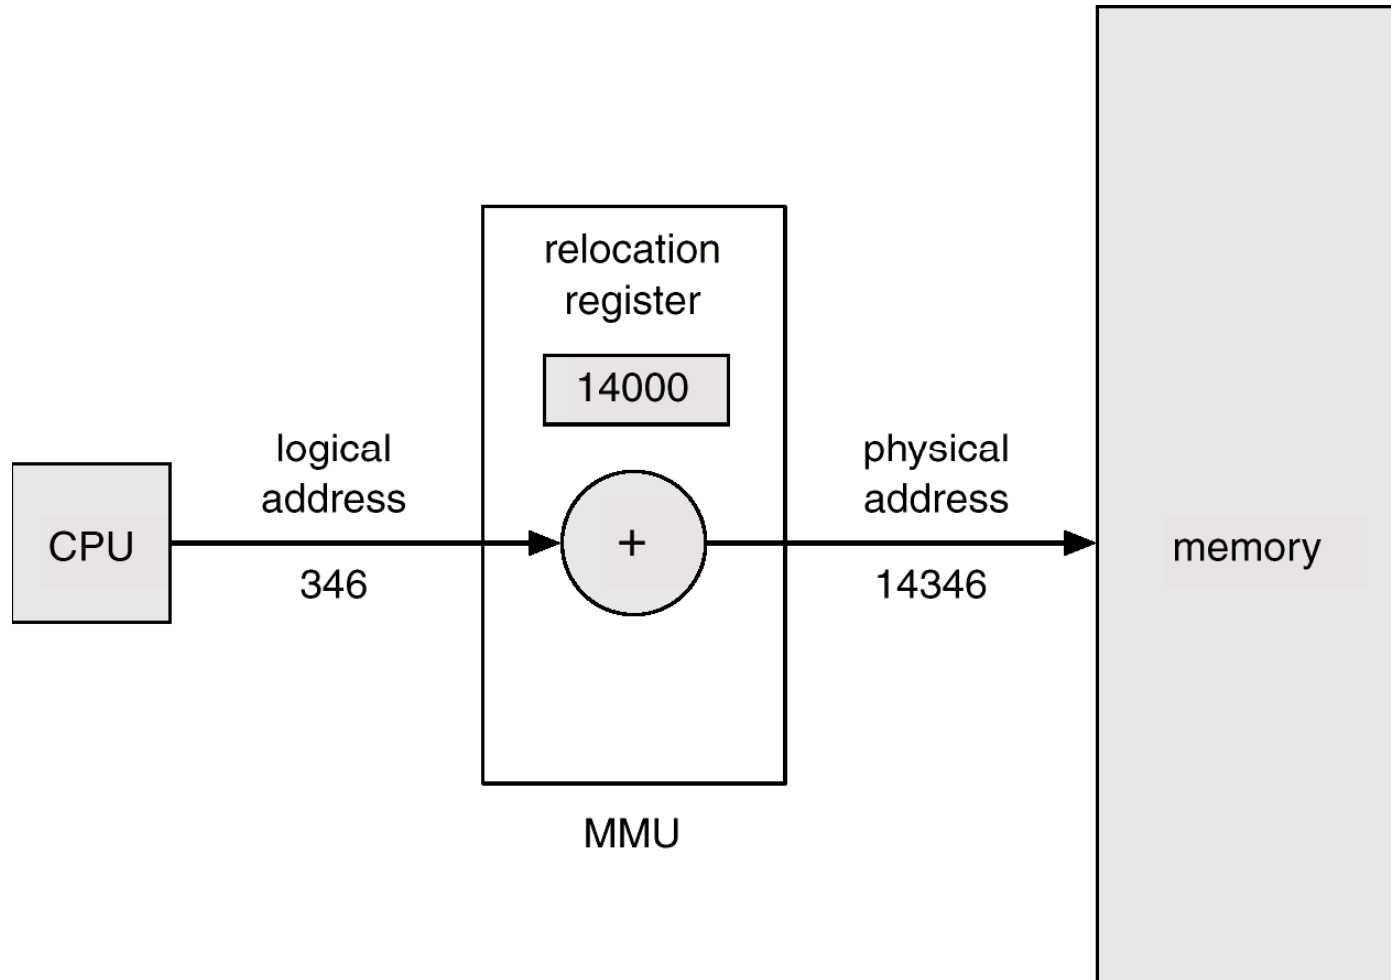 relocation
register
14000
logical
address
physical
address
CPU
+
memory
346
14346
MMU